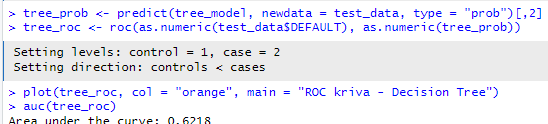 > tree_prob <- predict(tree_model, newdata = test_data, type = "prob")[,2]
> tree_roc <- roc(as.numeric(test_data$DEFAULT), as.numeric(tree_prob))
Setting levels: control = 1, case = 2
Setting direction: controls < cases
> plot(tree_roc, col = "orange", main = "ROC kriva - Decision Tree")
> auc(tree_roc)
Area under the curve: 0.6218